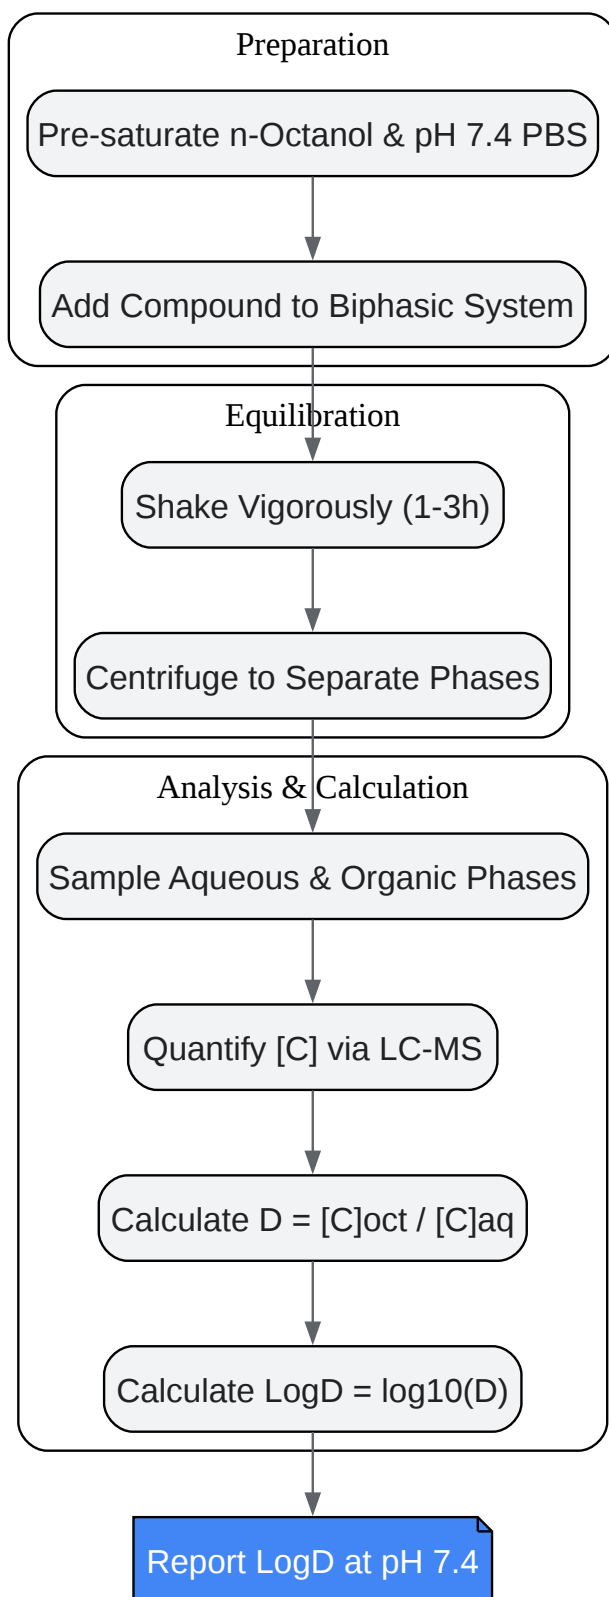 Preparation
Pre-saturate n-Octanol & pH 7.4 PBS
Add Compound to Biphasic System
Equilibration
Shake Vigorously (1-3h)
Centrifuge to Separate Phases
Analysis & Calculation
Sample Aqueous & Organic Phases
Quantify [C] via LC-MS
Calculate D = [C]oct / [C]aq
Calculate LogD = log10(D)
Report LogD at pH 7.4